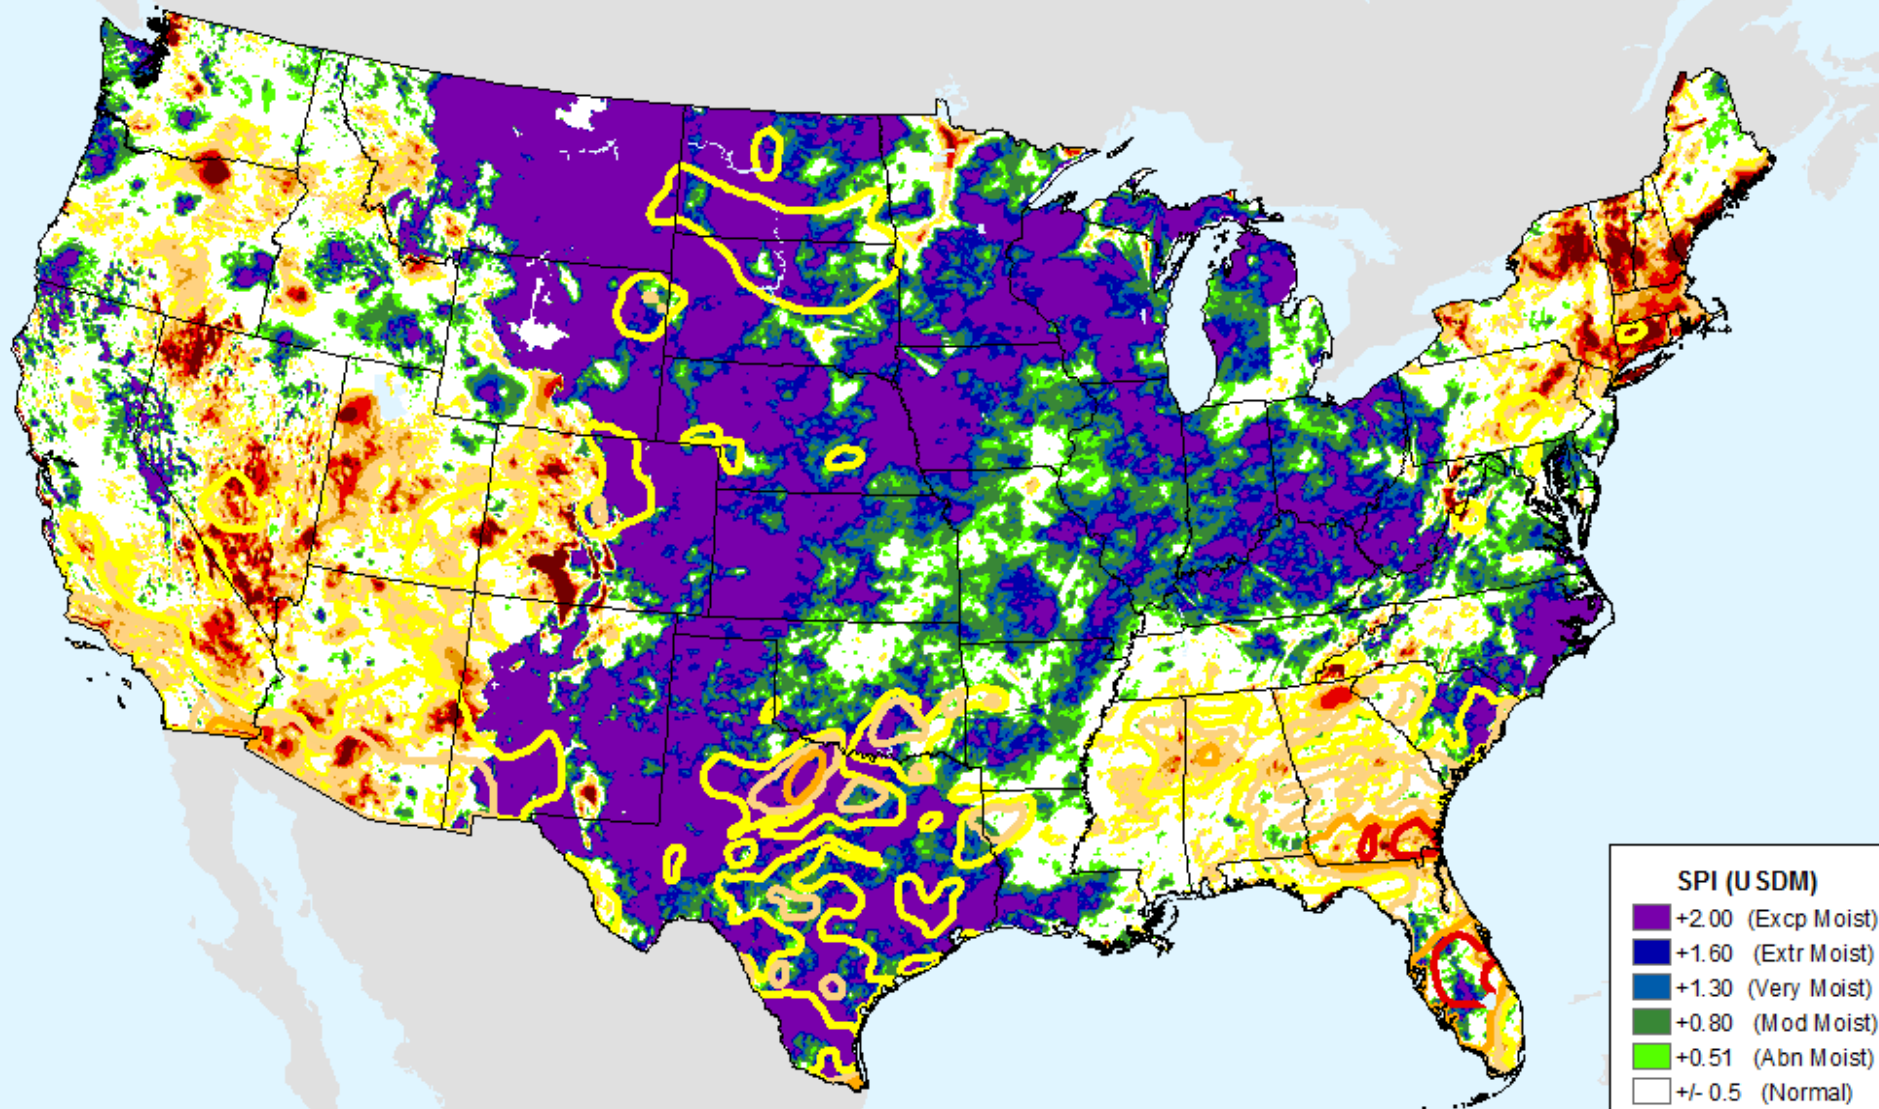 SPI (USDM)
+2.00 (Excp Moist)
+1.60 (Extr Moist)
+1.30 (Very Moist)
+0.80 (Mod Moist)
+0.51 (Abn Moist)
+/- 0.5 (Normal)